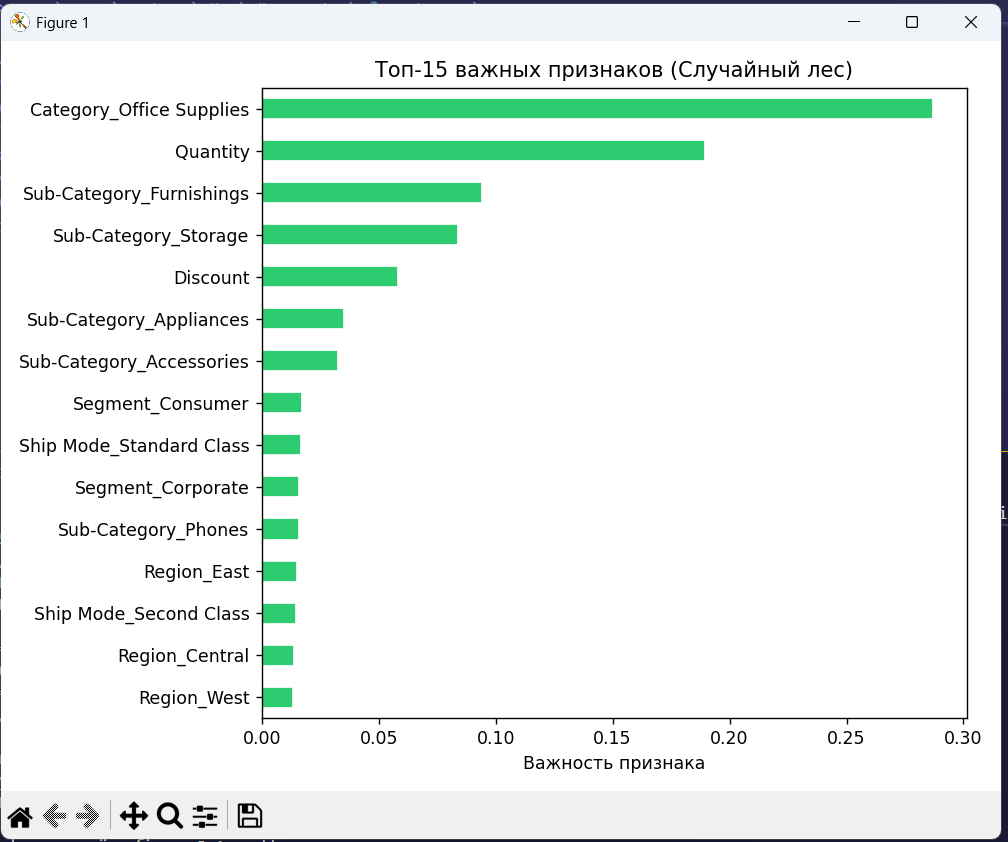 Figure 1
Топ-15 важных признаков (Случайный лес)
Category_Office Supplies
Quantity
Sub-Category_Furnishings
Sub-Category_Storage
Discount
Sub-Category_Appliances
Sub-Category_Accessories
Segment_Consumer
Ship Mode_Standard Class
Segment_Corporate
Sub-Category_Phones
Region_East
Ship Mode_Second Class
Region_Central
Region_West
0.00 0.05 0.10 0.15 0.20 0.25 0.30
Важность признака